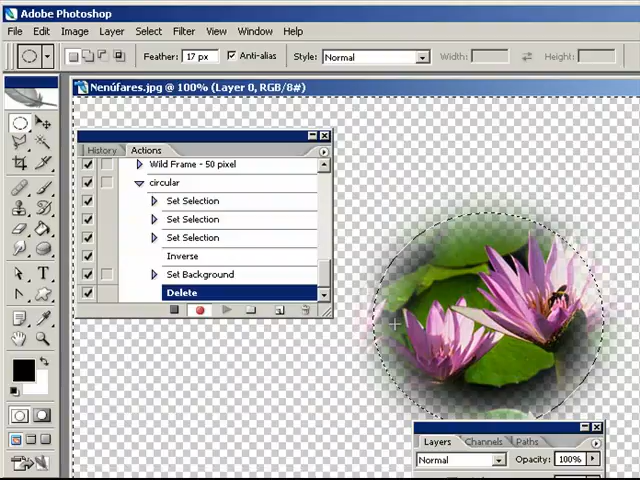 Adobe Photoshop
File Edit Image Layer Select Filter View Window Help
Feather: 17 px Anti-alias Style: Normal Width: Height:
Nenúfares.jpg @ 100% (Layer 0, RGB/8#)
History Actions
Wild Frame - 50 pixel
circular
Set Selection
Set Selection
Set Selection
Inverse
Set Background
Delete
T
Layers Channels Paths
Normal Opacity: 100%